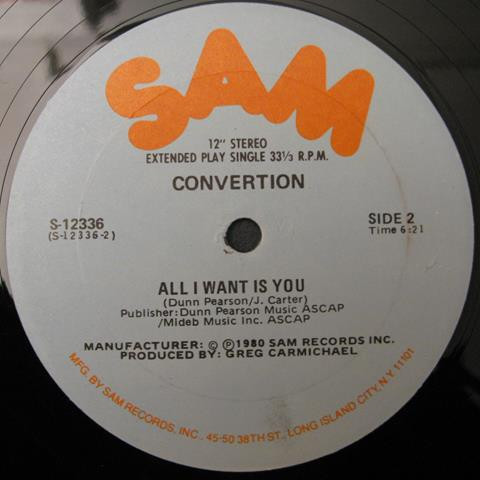 SAM
12" STEREO
EXTENDED PLAY SINGLE 33⅓ R.P.M.
CONVERTION
S-12336
(S-12336-2)
SIDE 2
Time 6:21
ALL I WANT IS YOU
(Dunn Pearson/J. Carter)
Publisher: Dunn Pearson Music ASCAP
/Mideb Music Inc. ASCAP
MANUFACTURER: © ℗1980 SAM RECORDS INC.
PRODUCED BY: GREG CARMICHAEL
MFG. BY SAM RECORDS, INC. 45-50 38TH ST., LONG ISLAND CITY, N.Y. 11101